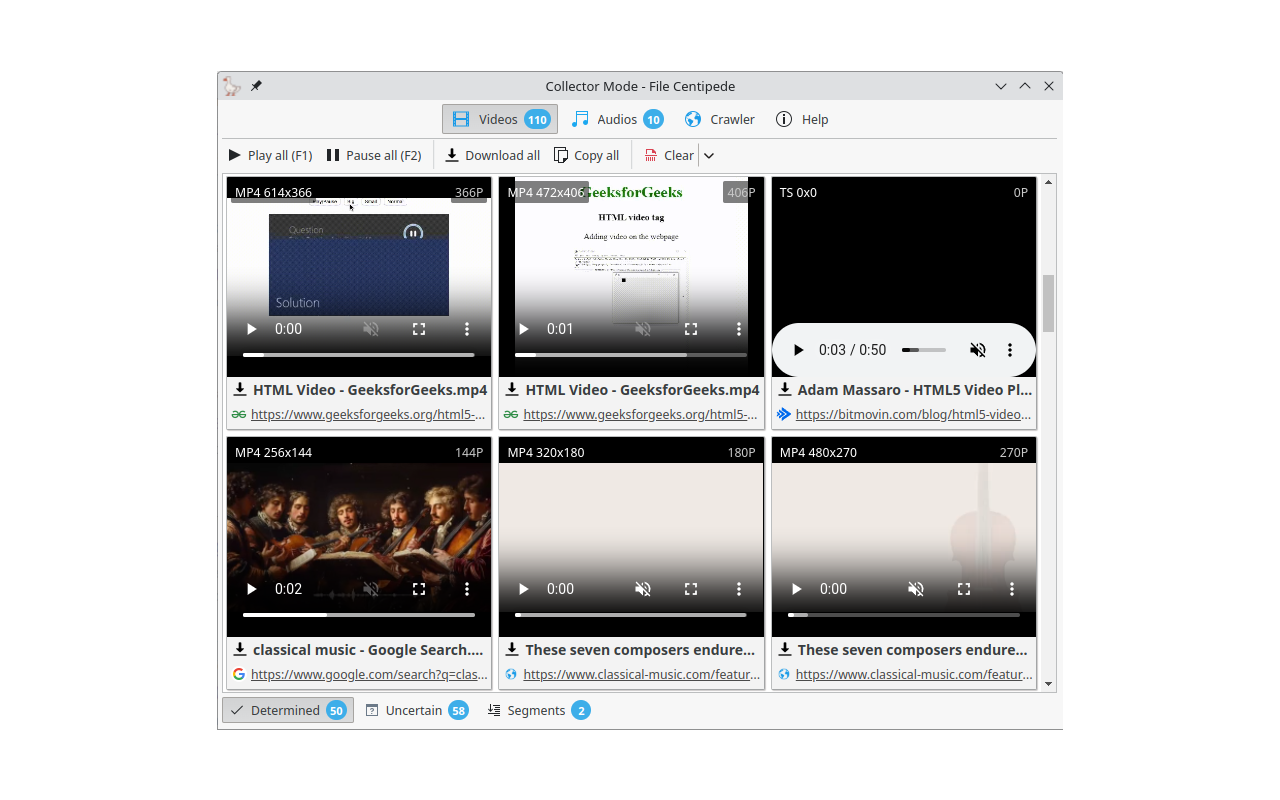 Collector Mode - File Centipede
Videos 110 Audios 10 Crawler Help
Play all (F1) Pause all (F2) Download all Copy all Clear
MP4 614x366 366P
Question
Solution
0:00
HTML Video - GeeksforGeeks.mp4
https://www.geeksforgeeks.org/html5-...
MP4 472x406 406P
GeeksforGeeks
HTML video tag
Adding video on the webpage
0:01
HTML Video - GeeksforGeeks.mp4
https://www.geeksforgeeks.org/html5-...
TS 0x0 0P
0:03 / 0:50
Adam Massaro - HTML5 Video Pl...
https://bitmovin.com/blog/html5-video...
MP4 256x144 144P
0:02
classical music - Google Search....
https://www.google.com/search?q=clas...
MP4 320x180 180P
0:00
These seven composers endure...
https://www.classical-music.com/featur...
MP4 480x270 270P
0:00
These seven composers endure...
https://www.classical-music.com/featur...
Determined 50 Uncertain 58 Segments 2